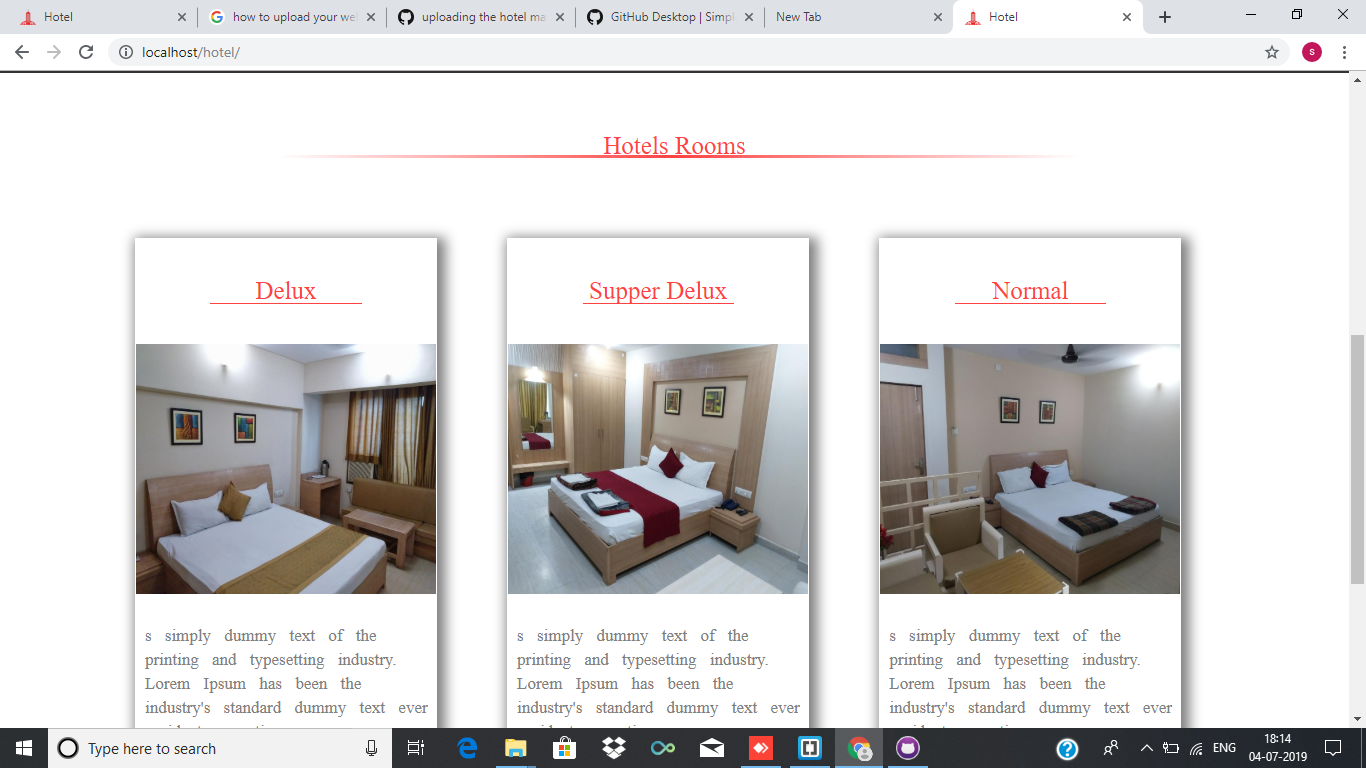 Hotel
how to upload your we
uploading the hotel ma
GitHub Desktop | Simpl
New Tab
Hotel
localhost/hotel/
s
Hotels Rooms
Delux
s simply dummy text of the
printing and typesetting industry.
Lorem Ipsum has been the
industry's standard dummy text ever
Supper Delux
s simply dummy text of the
printing and typesetting industry.
Lorem Ipsum has been the
industry's standard dummy text ever
Normal
s simply dummy text of the
printing and typesetting industry.
Lorem Ipsum has been the
industry's standard dummy text ever
Type here to search
ENG
18:14
04-07-2019